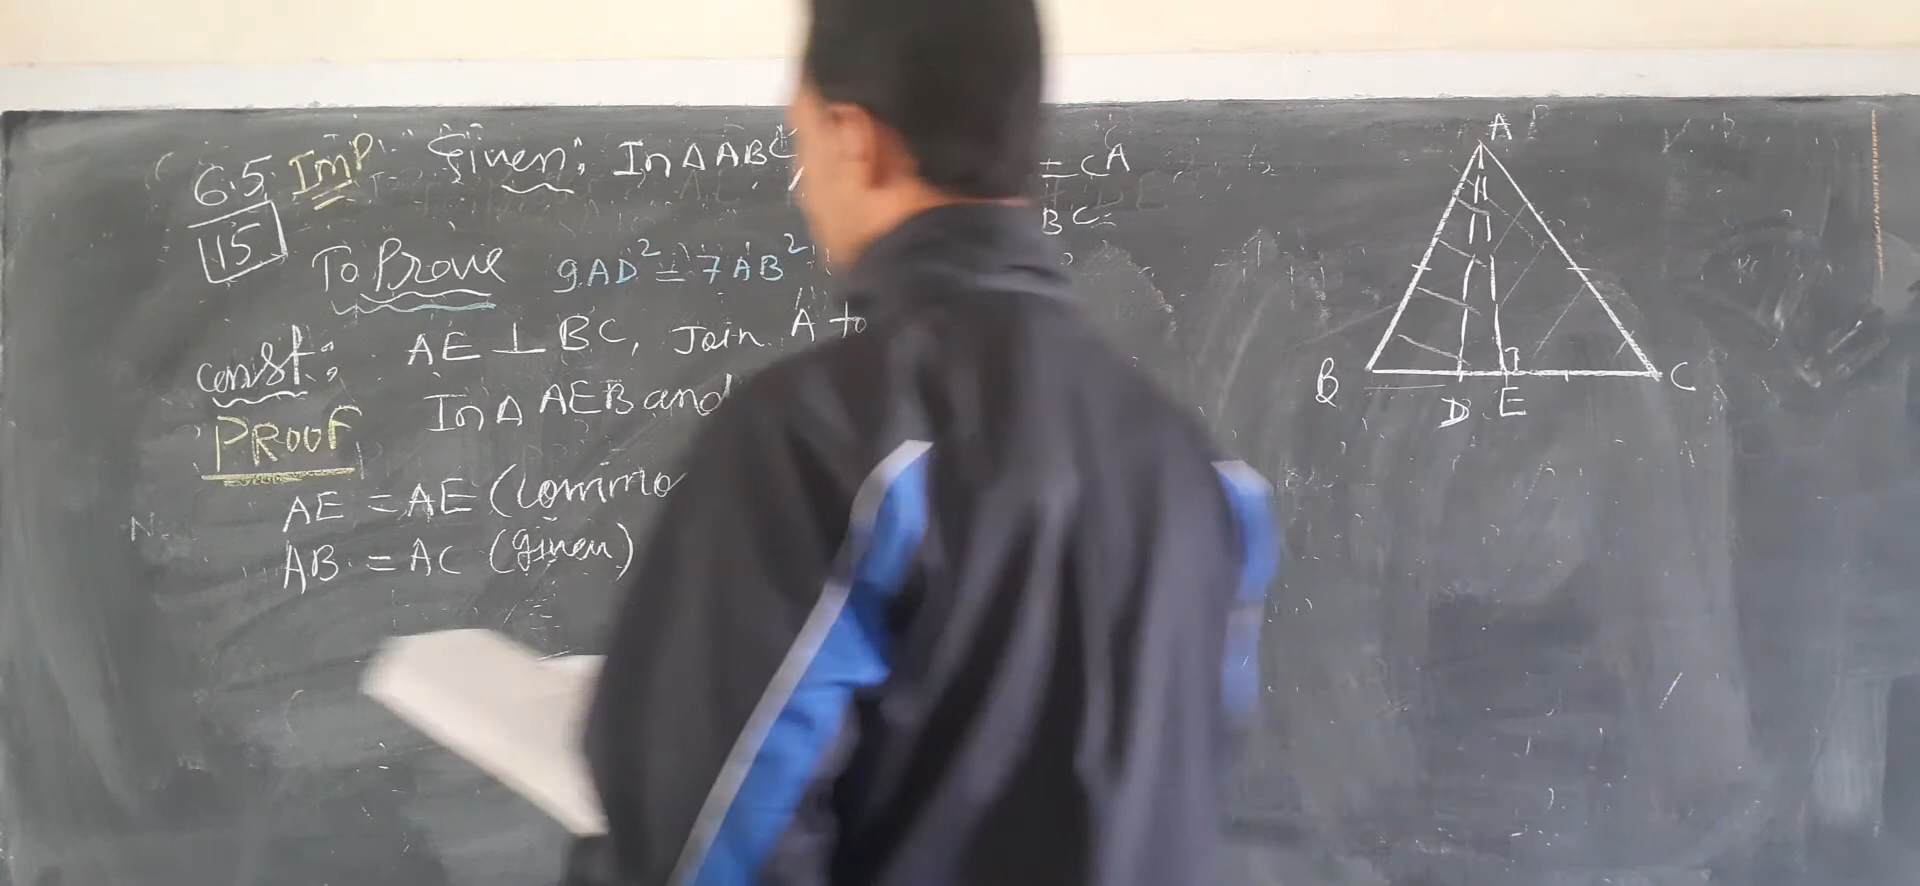 6.5 Imp. Given: In Δ ABC = CA
15 BC
To Prove 9AD² = 7AB²
const: AE ⊥ BC, Join A to
PROOF In Δ AEB and
AE = AE (commo
AB = AC (given)
A
B D E C